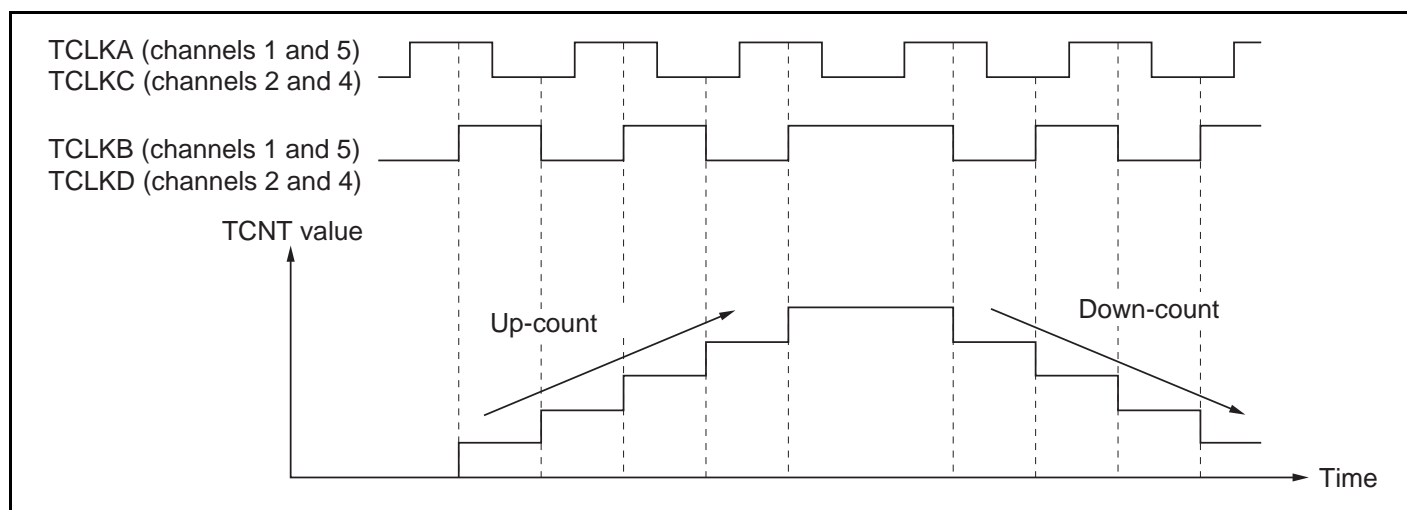 TCLKA (channels 1 and 5)
TCLKC (channels 2 and 4)
TCLKB (channels 1 and 5)
TCLKD (channels 2 and 4)
TCNT value
Up-count
Down-count
Time